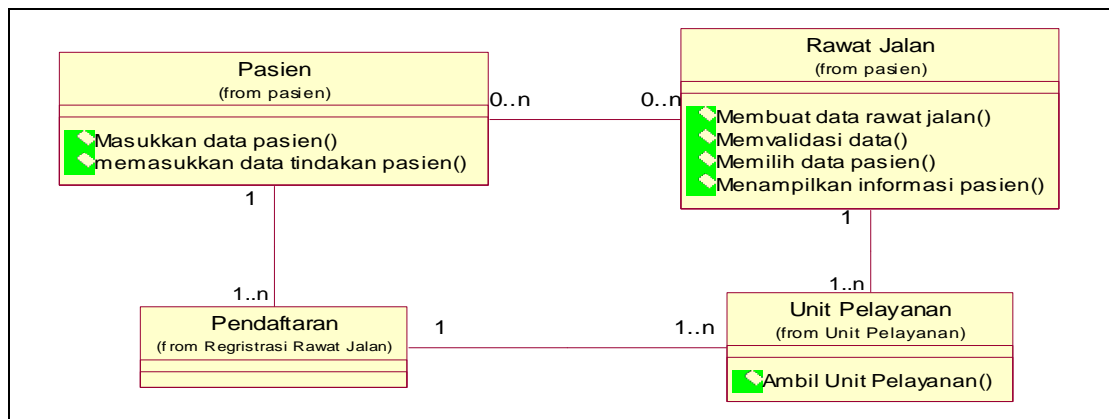 Pasien
(from pasien)
Masukkan data pasien()
memasukkan data tindakan pasien()
0..n
0..n
Rawat Jalan
(from pasien)
Membuat data rawat jalan()
Memvalidasi data()
Memilih data pasien()
Menampilkan informasi pasien()
1
1
1..n
1..n
Pendaftaran
(from Regristrasi Rawat Jalan)
1
1..n
Unit Pelayanan
(from Unit Pelayanan)
Ambil Unit Pelayanan()